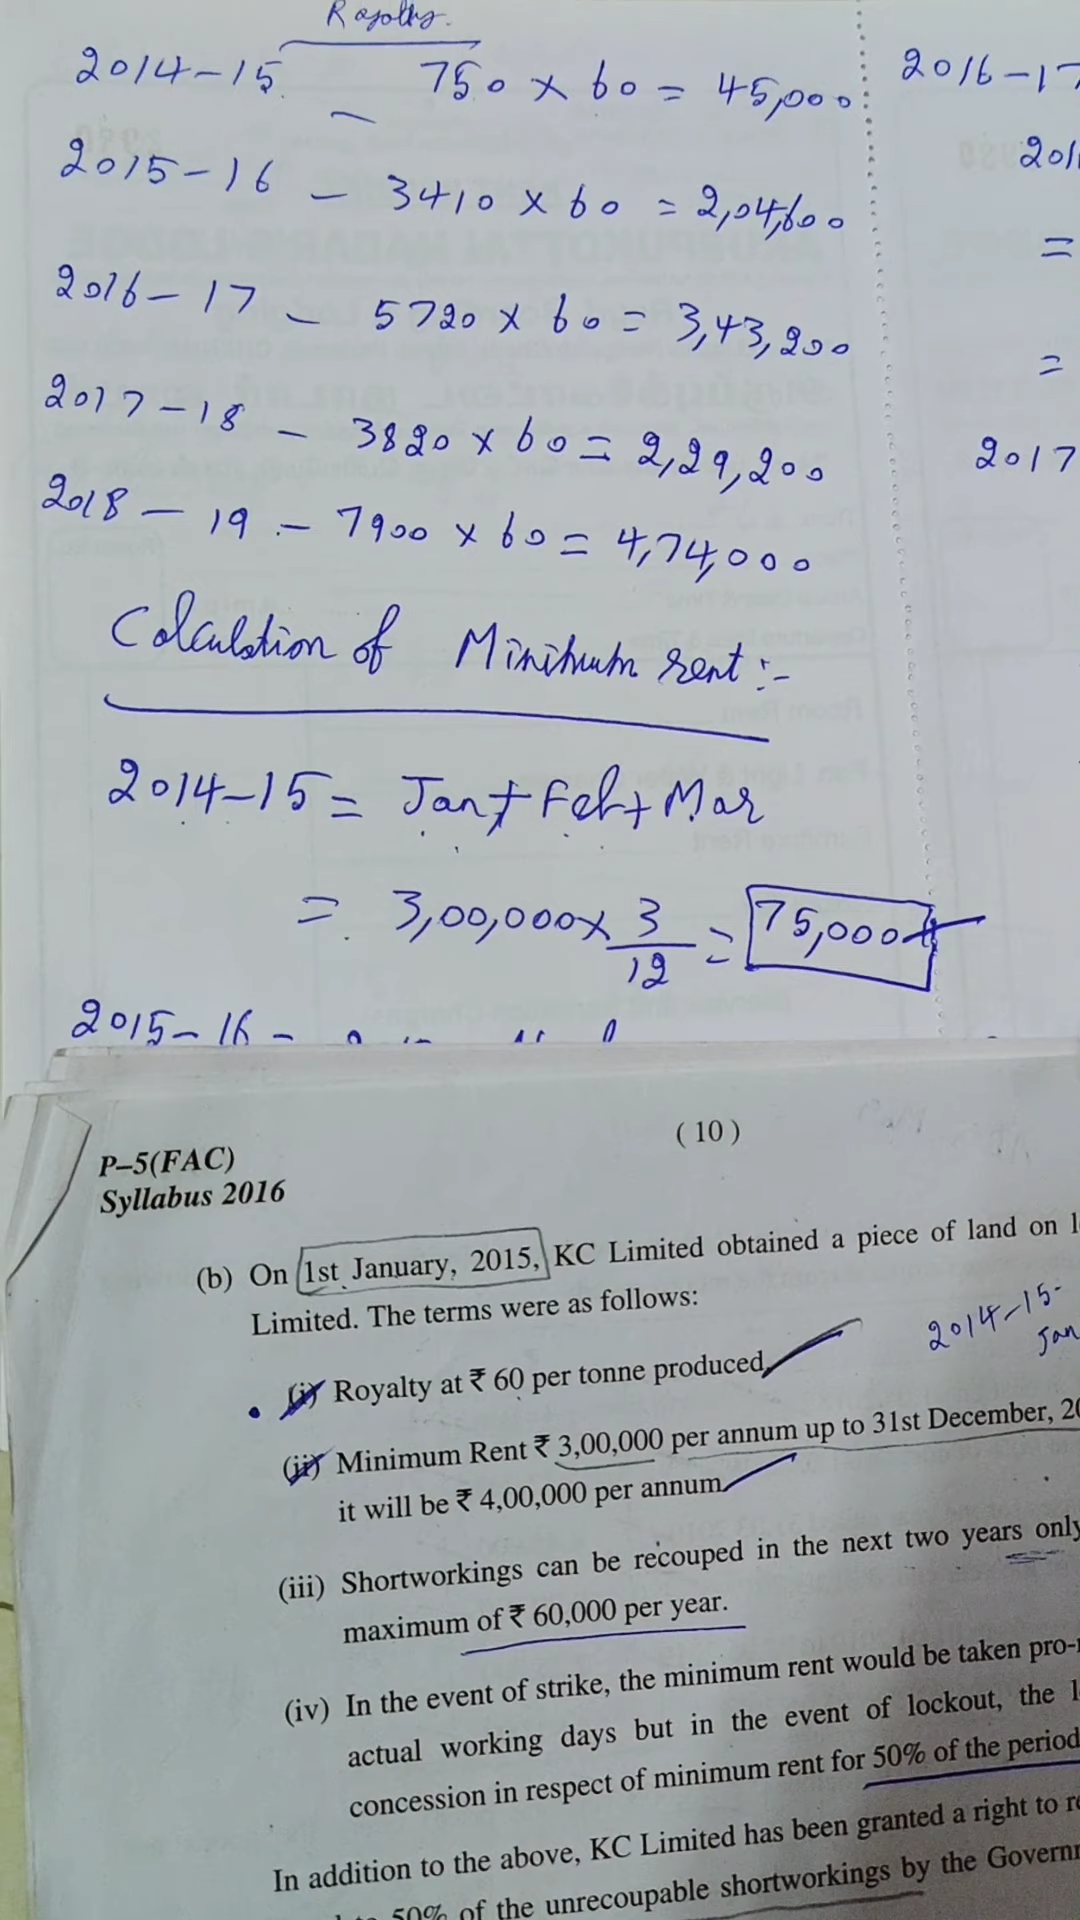 Royalty.
2014-15 - 750 x 60 = 45,000
2015-16 - 3410 x 60 = 2,04,600
2016-17 - 5720 x 60 = 3,43,200
2017-18 - 3820 x 60 = 2,29,200
2018-19 - 7900 x 60 = 4,74,000
2016-17
201
=
=
2017
Calculation of Minimum rent :-
2014-15 = Jan + Feb + Mar
= 3,00,000 x 3/12 = 75,000
2015-16 -
(10)
P–5(FAC)
Syllabus 2016
(b) On 1st January, 2015, KC Limited obtained a piece of land on l
Limited. The terms were as follows:
2014-15-
Jan
(i) Royalty at ₹ 60 per tonne produced,
(ii) Minimum Rent ₹ 3,00,000 per annum up to 31st December, 20
it will be ₹ 4,00,000 per annum
(iii) Shortworkings can be recouped in the next two years only
maximum of ₹ 60,000 per year.
(iv) In the event of strike, the minimum rent would be taken pro-r
actual working days but in the event of lockout, the l
concession in respect of minimum rent for 50% of the period
In addition to the above, KC Limited has been granted a right to re
50% of the unrecoupable shortworkings by the Governm